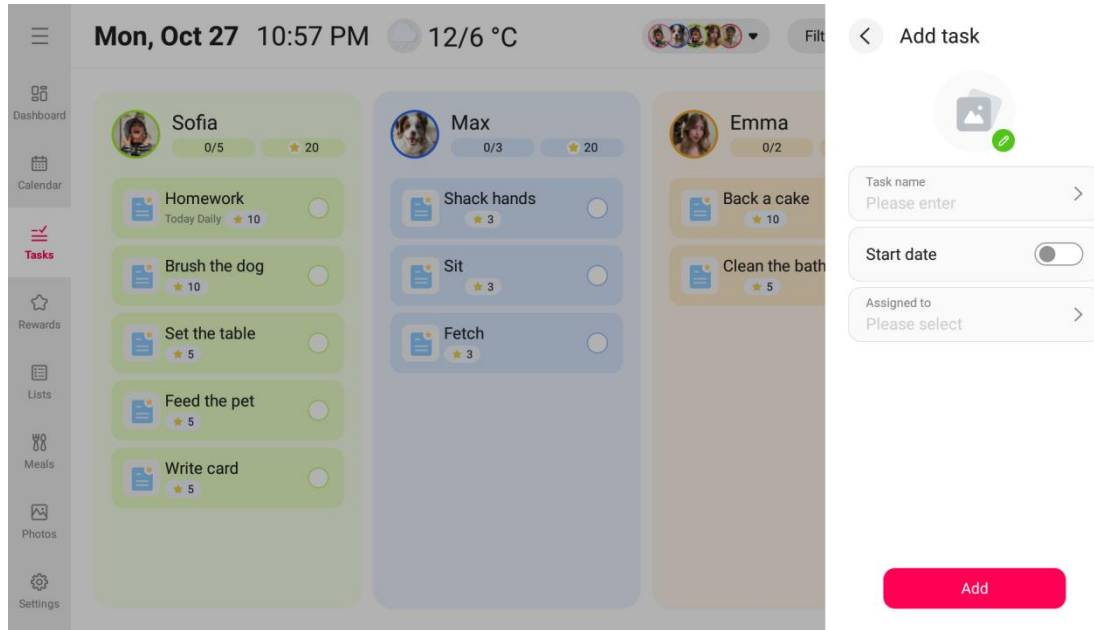 Mon, Oct 27 10:57 PM 12/6 °C
Filt
Dashboard
Calendar
Tasks
Rewards
Lists
Meals
Photos
Settings
Sofia
0/5 20
Homework
Today Daily 10
Brush the dog
10
Set the table
5
Feed the pet
5
Write card
5
Max
0/3 20
Shack hands
3
Sit
3
Fetch
3
Emma
0/2
Back a cake
10
Clean the bath
5
Add task
Task name
Please enter
Start date
Assigned to
Please select
Add